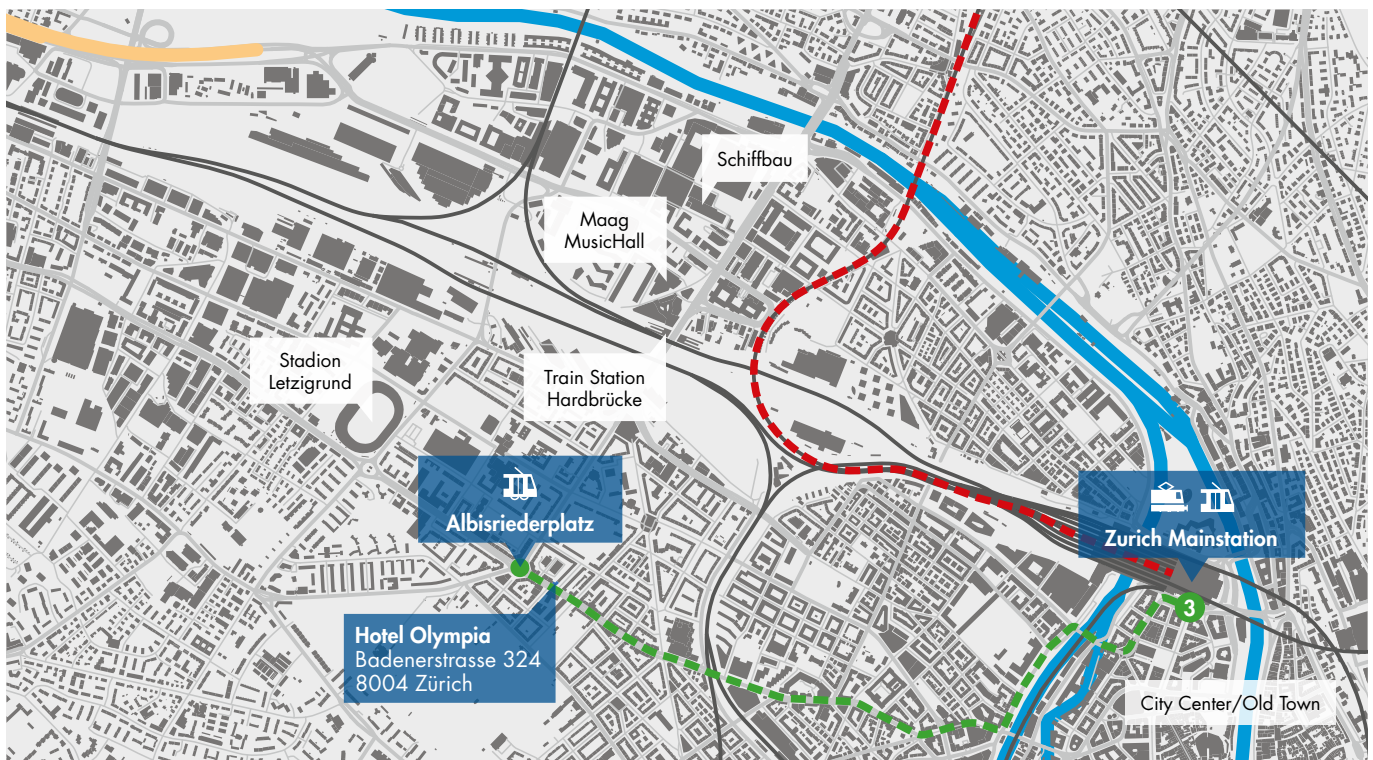 Schiffbau
Maag
MusicHall
Stadion
Letzigrund
Train Station
Hardbrücke
Albisriederplatz
Zurich Mainstation
3
Hotel Olympia
Badenerstrasse 324
8004 Zürich
City Center/Old Town